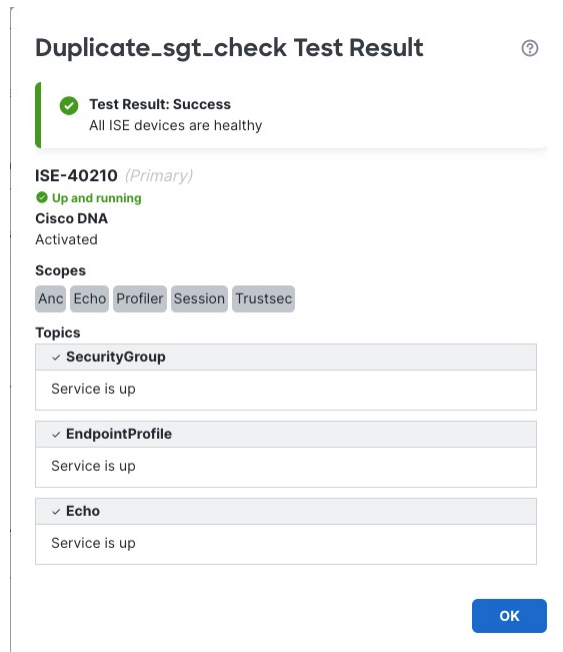 Duplicate_sgt_check Test Result
Test Result: Success
All ISE devices are healthy
ISE-40210 (Primary)
Up and running
Cisco DNA
Activated
Scopes
Anc Echo Profiler Session Trustsec
Topics
SecurityGroup
Service is up
EndpointProfile
Service is up
Echo
Service is up
OK